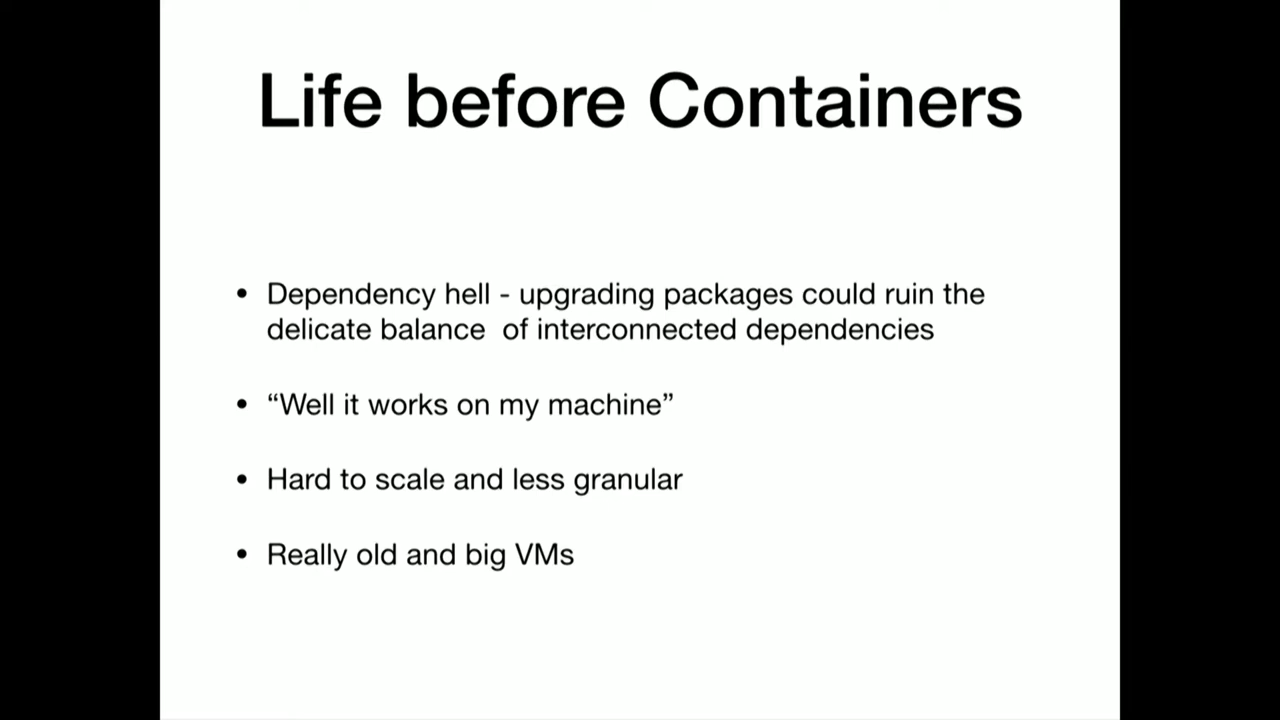 Life before Containers
• Dependency hell - upgrading packages could ruin the
delicate balance  of interconnected dependencies
• “Well it works on my machine”
• Hard to scale and less granular
• Really old and big VMs